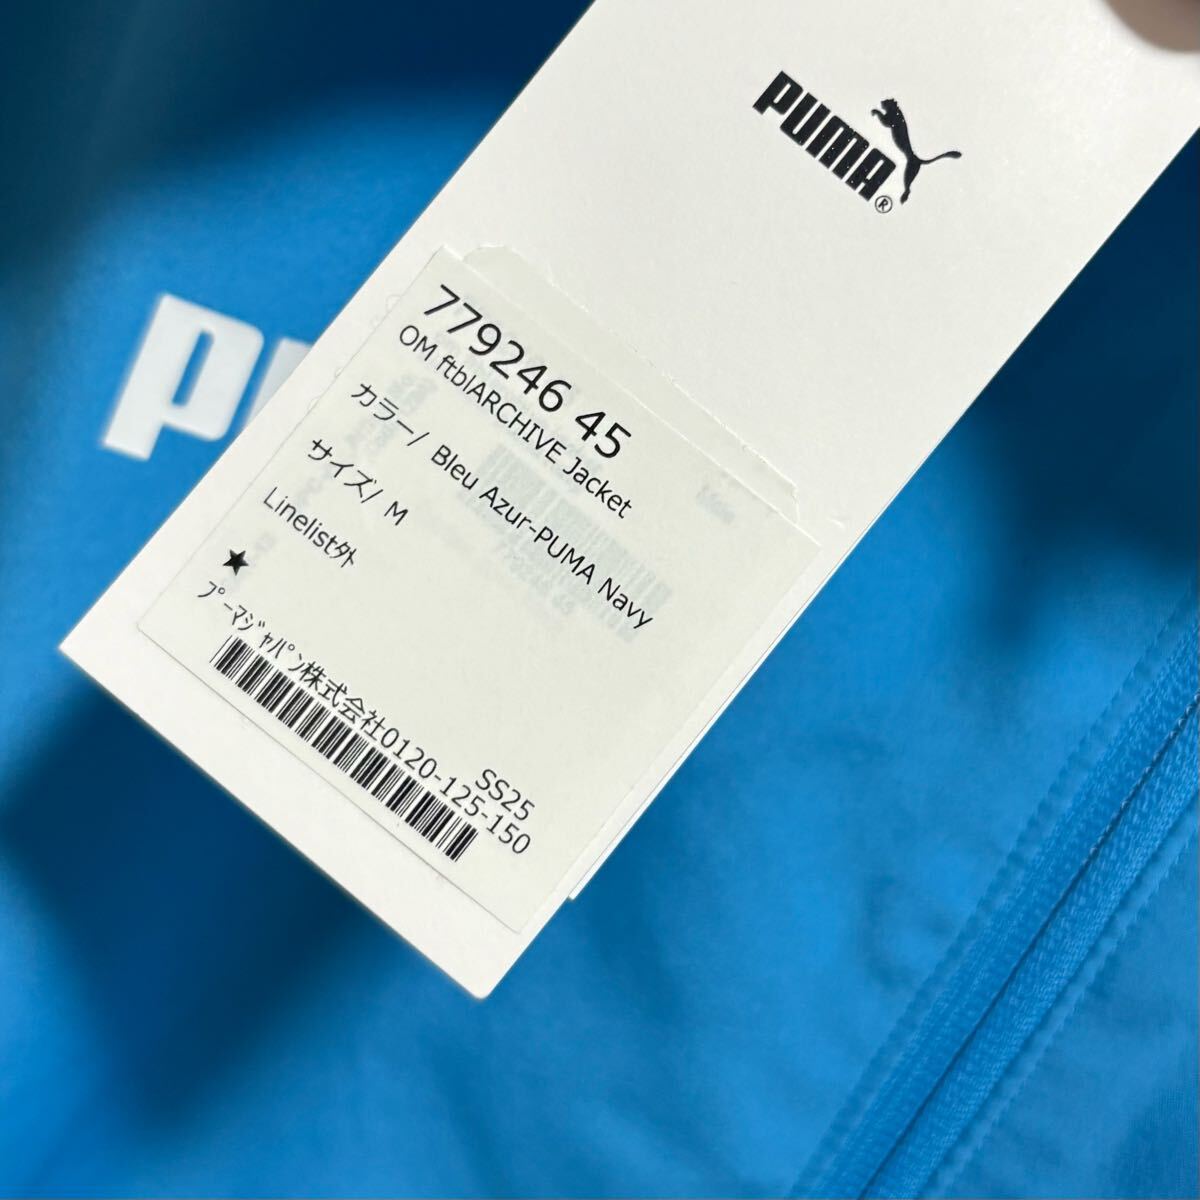 PUMA®
779246 45
OM ftblARCHIVE Jacket
カラー/ Bleu Azur-PUMA Navy
サイズ/ M
Linelist外
★
SS25
プーマジャパン株式会社0120-125-150